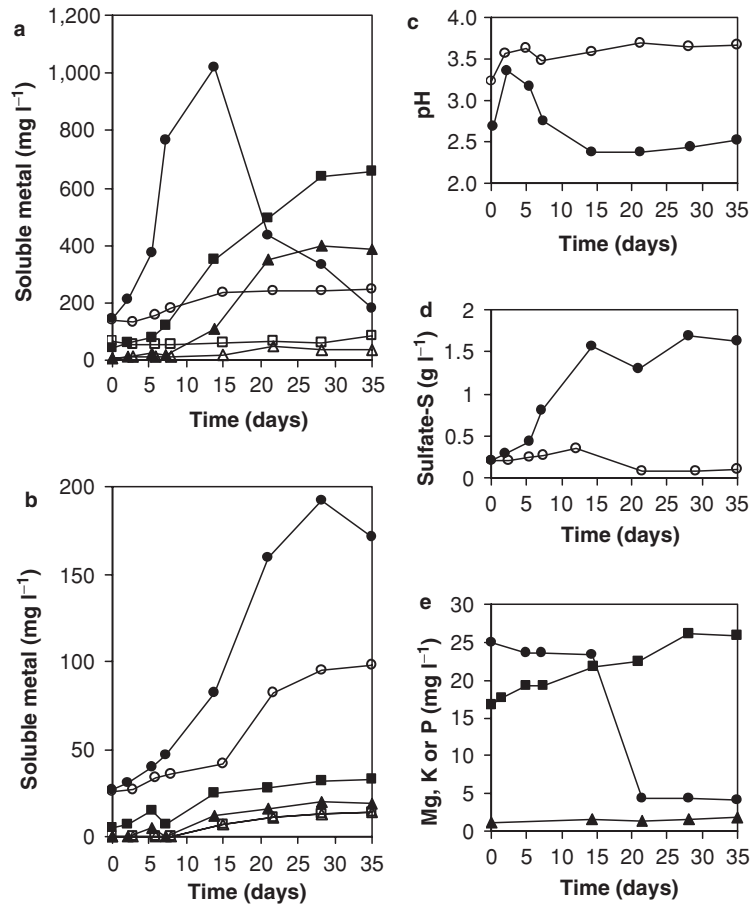 a
Soluble metal (mg l⁻¹)
1,200
1,000
800
600
400
200
0
0 5 10 15 20 25 30 35
Time (days)
b
Soluble metal (mg l⁻¹)
200
150
100
50
0
0 5 10 15 20 25 30 35
Time (days)
c
pH
4.0
3.5
3.0
2.5
2.0
0 5 10 15 20 25 30 35
Time (days)
d
Sulfate-S (g l⁻¹)
2
1.5
1
0.5
0
0 5 10 15 20 25 30 35
Time (days)
e
Mg, K or P (mg l⁻¹)
30
25
20
15
10
5
0
0 5 10 15 20 25 30 35
Time (days)